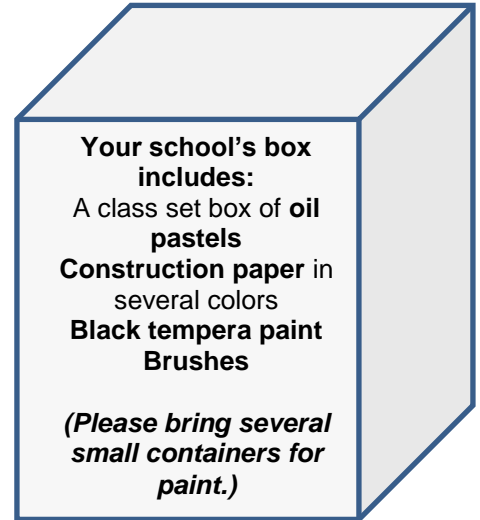 Your school’s box
includes:
A class set box of oil
pastels
Construction paper in
several colors
Black tempera paint
Brushes
(Please bring several
small containers for
paint.)